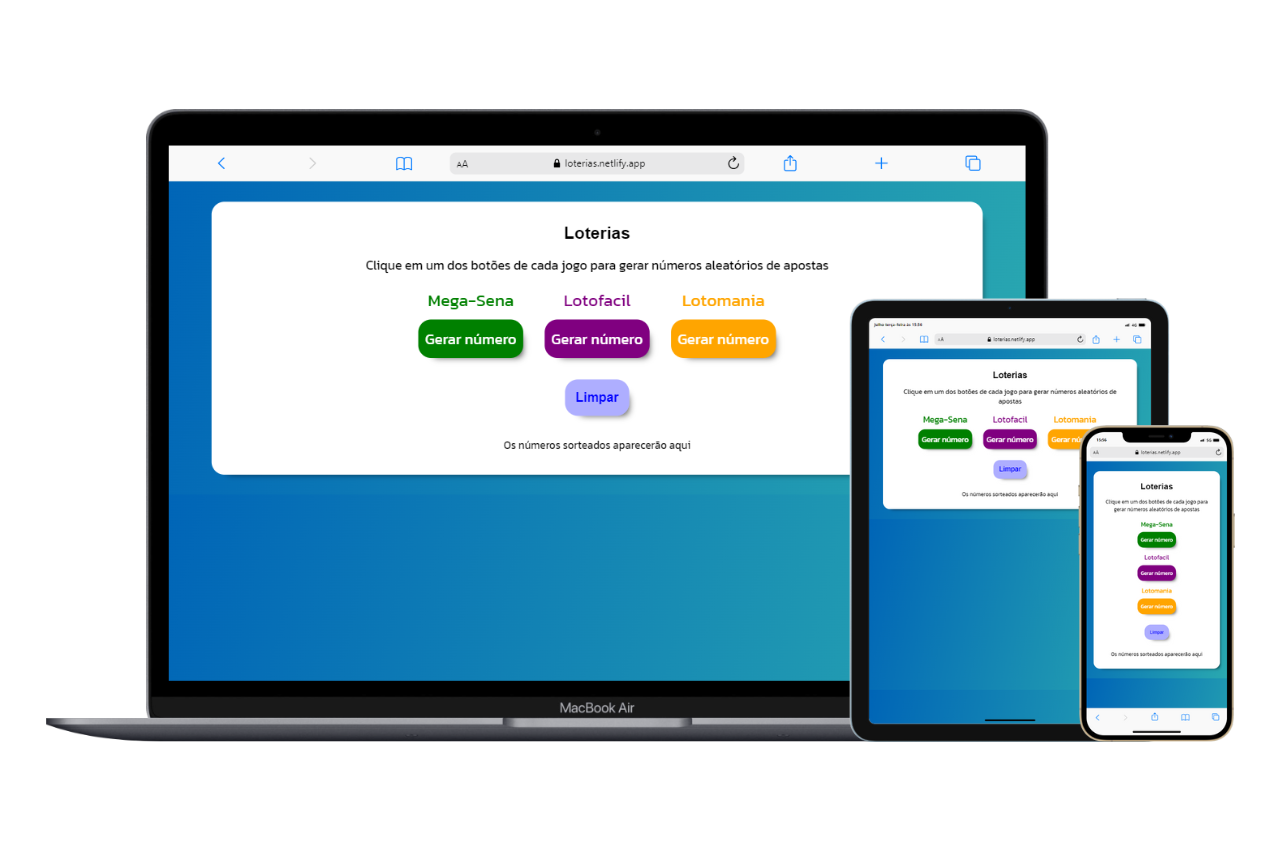 AA
loterias.netlify.app
Loterias
Clique em um dos botões de cada jogo para gerar números aleatórios de apostas
Mega-Sena Lotofacil Lotomania
Gerar número Gerar número Gerar número
Limpar
Os números sorteados aparecerão aqui
MacBook Air
4G
AA
loterias.netlify.app
Loterias
Clique em um dos botões de cada jogo para gerar números aleatórios de
apostas
Mega-Sena Lotofacil Lotomania
Gerar número Gerar número Gerar nú
Limpar
Os números sorteados aparecerão aqui
15:56
5G
AA
loterias.netlify.app
Loterias
Clique em um dos botões de cada jogo para
gerar números aleatórios de apostas
Mega-Sena
Gerar número
Lotofacil
Gerar número
Lotomania
Gerar número
Limpar
Os números sorteados aparecerão aqui